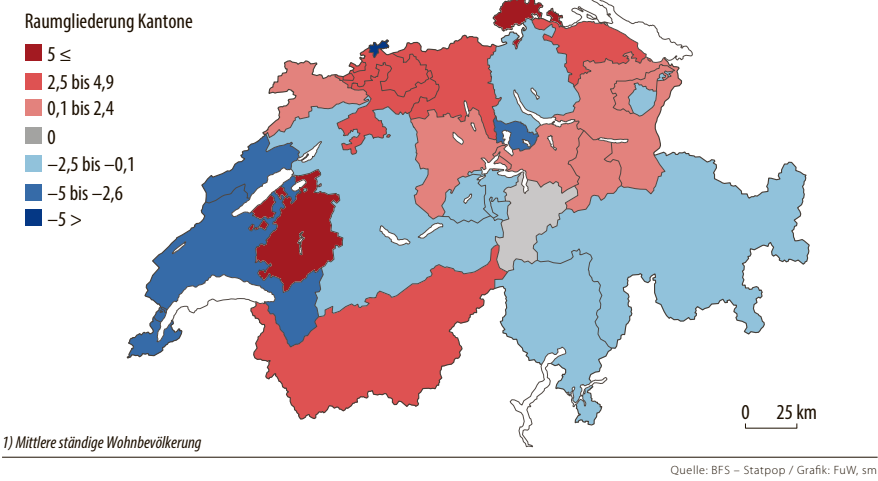 Raumgliederung Kantone
5 ≤
2,5 bis 4,9
0,1 bis 2,4
0
–2,5 bis –0,1
–5 bis –2,6
–5 >
0 25 km
1) Mittlere ständige Wohnbevölkerung
Quelle: BFS – Statpop / Grafik: FuW, sm